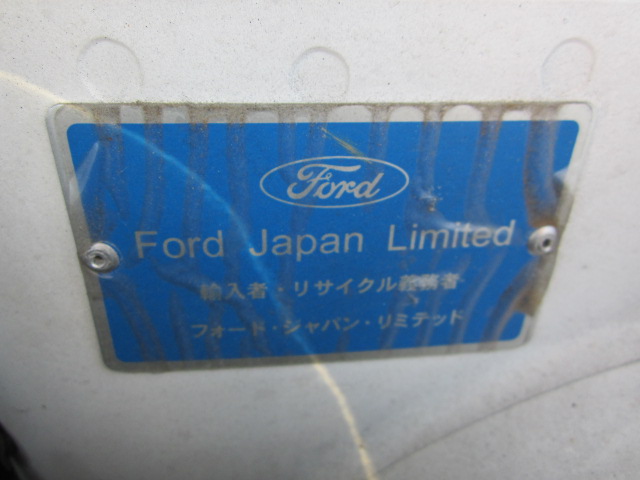 Ford
Ford Japan Limited
輸入者・リサイクル義務者
フォード・ジャパン・リミテッド